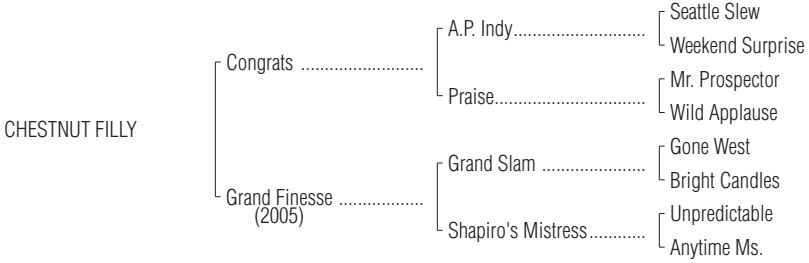 Seattle Slew
A.P. Indy..............................
Weekend Surprise
Congrats ...........................
Mr. Prospector
Praise..................................
Wild Applause
CHESTNUT FILLY
Gone West
Grand Slam .......................
Bright Candles
Grand Finesse ...................
(2005)
Unpredictable
Shapiro's Mistress.............
Anytime Ms.